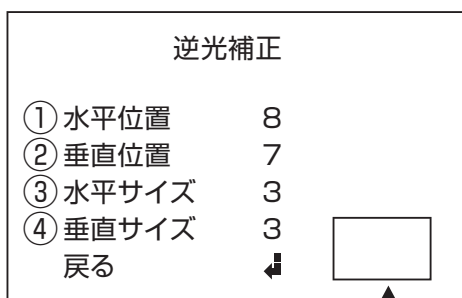 逆光補正
①水平位置 8
②垂直位置 7
③水平サイズ 3
④垂直サイズ 3
戻る ↲